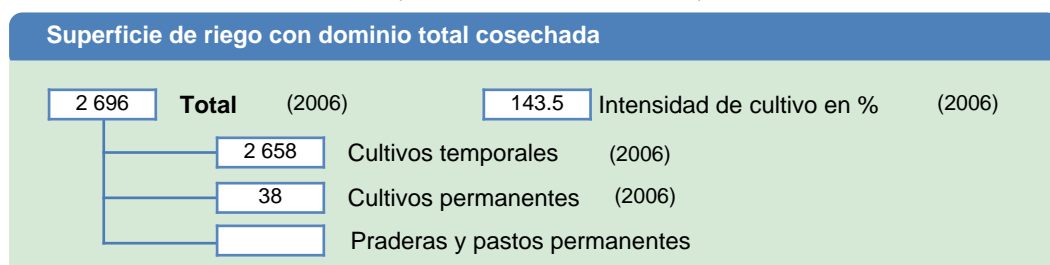 Superficie de riego con dominio total cosechada
2 696 Total (2006) 143.5 Intensidad de cultivo en % (2006)
2 658 Cultivos temporales (2006)
38 Cultivos permanentes (2006)
Praderas y pastos permanentes